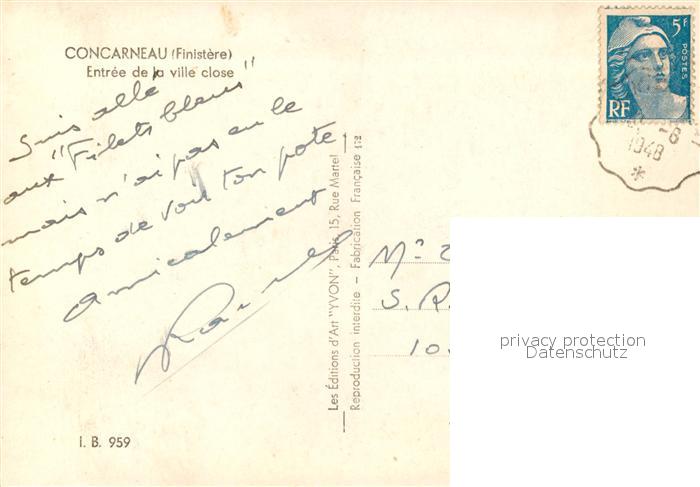 CONCARNEAU (Finistère)
Entrée de la ville close
Suis allé
aux "Filets bleus"
mais n'ai pas eu le
temps de voir ton pote
Amicalement
I. B. 959
Les Éditions d'Art "YVON", Paris, 15, Rue Martel
Reproduction interdite - Fabrication Française
5F
POSTES
RF
-8
1948
*
S. R
10
privacy protection
Datenschutz